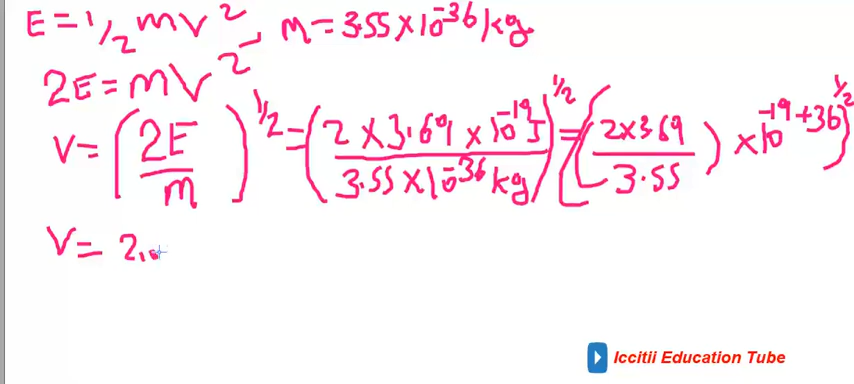 E = 1/2 mv², m = 3.55 × 10⁻³⁶ kg.
2E = mv²
V = (2E/m)^1/2 = (2 × 3.69 × 10⁻¹⁹ J / 3.55 × 10⁻³⁶ kg)^1/2 = ((2 × 3.69 / 3.55) × 10⁻¹⁹⁺³⁶)^1/2
V = 2.
Iccitii Education Tube